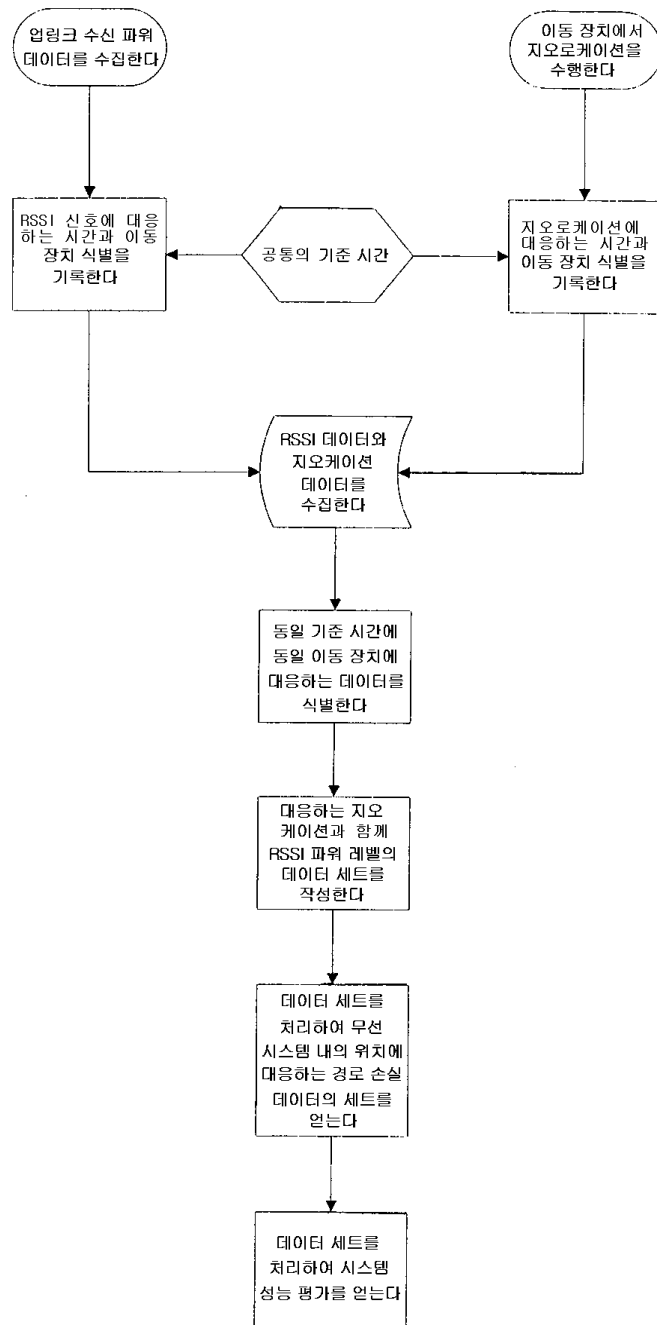 업링크 수신 파워
데이터를 수집한다
이동 장치에서
지오로케이션을
수행한다
RSSI 신호에 대응
하는 시간과 이동
장치 식별을
기록한다
공통의 기준 시간
지오로케이션에
대응하는 시간과
이동 장치 식별을
기록한다
RSSI 데이터와
지오케이션
데이터를
수집한다
동일 기준 시간에
동일 이동 장치에
대응하는 데이터를
식별한다
대응하는 지오
케이션과 함께
RSSI 파워 레벨의
데이터 세트를
작성한다
데이터 세트를
처리하여 무선
시스템 내의 위치에
대응하는 경로 손실
데이터의 세트를
얻는다
데이터 세트를
처리하여 시스템
성능 평가를 얻는다